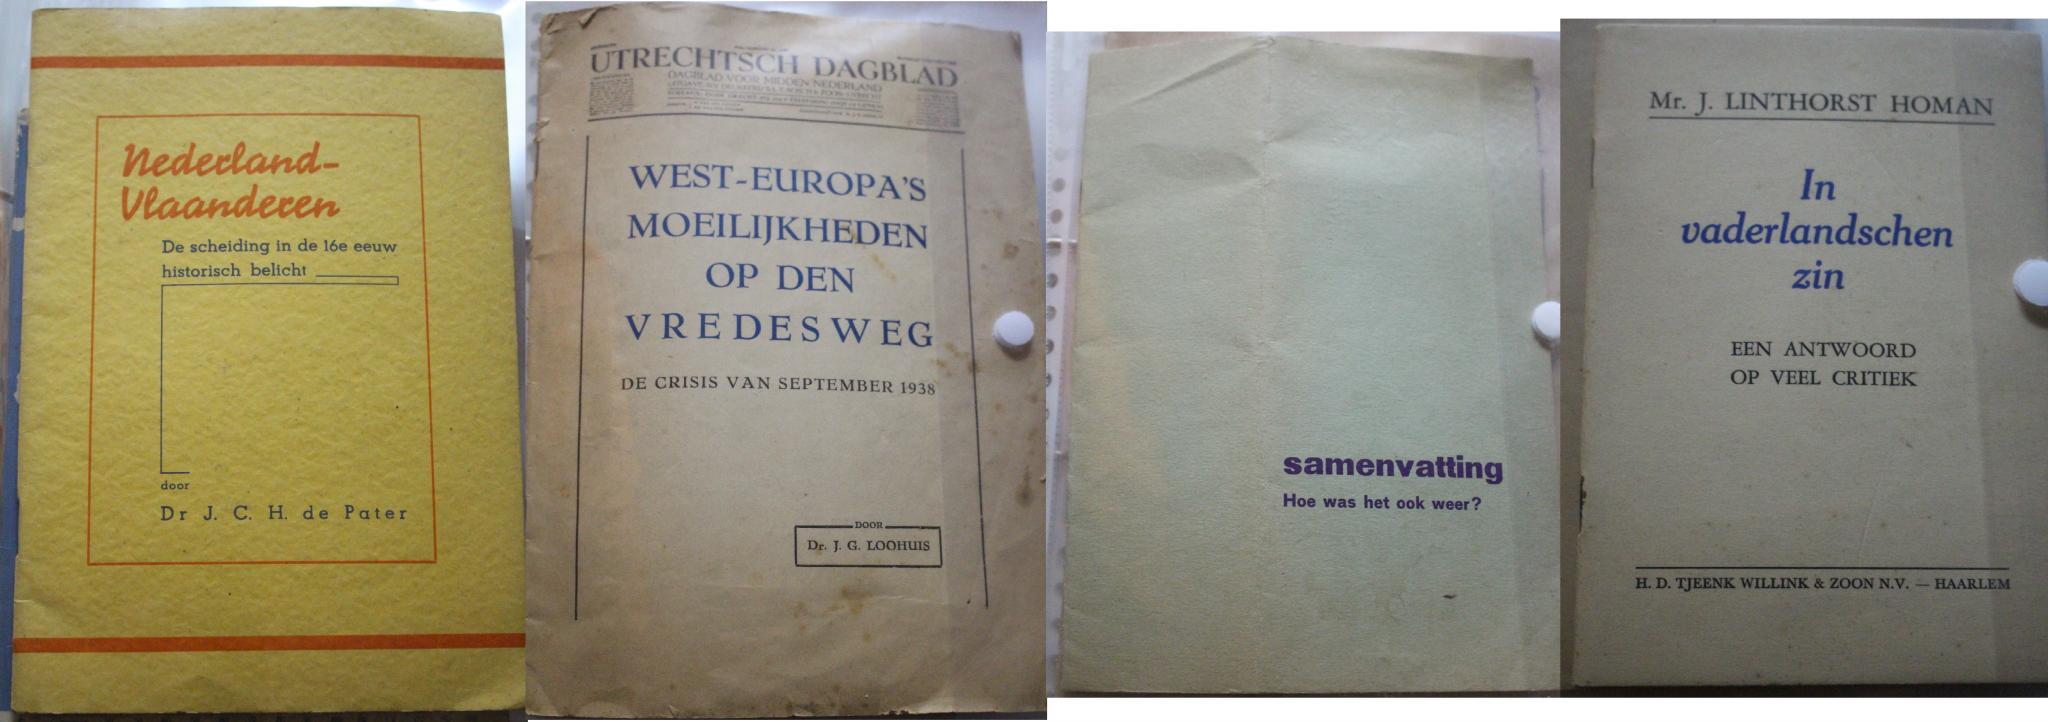 Nederland-
Vlaanderen
De scheiding in de 16e eeuw
historisch belicht
door
Dr J. C. H. de Pater
UTRECHTSCH DAGBLAD
DAGBLAD VOOR MIDDEN-NEDERLAND
WEST-EUROPA'S
MOEILIJKHEDEN
OP DEN
VREDESWEG
DE CRISIS VAN SEPTEMBER 1938
DOOR
Dr. J. G. LOOHUIS
samenvatting
Hoe was het ook weer?
Mr. J. LINTHORST HOMAN
In
vaderlandschen
zin
EEN ANTWOORD
OP VEEL CRITIEK
H. D. TJEENK WILLINK & ZOON N.V. — HAARLEM